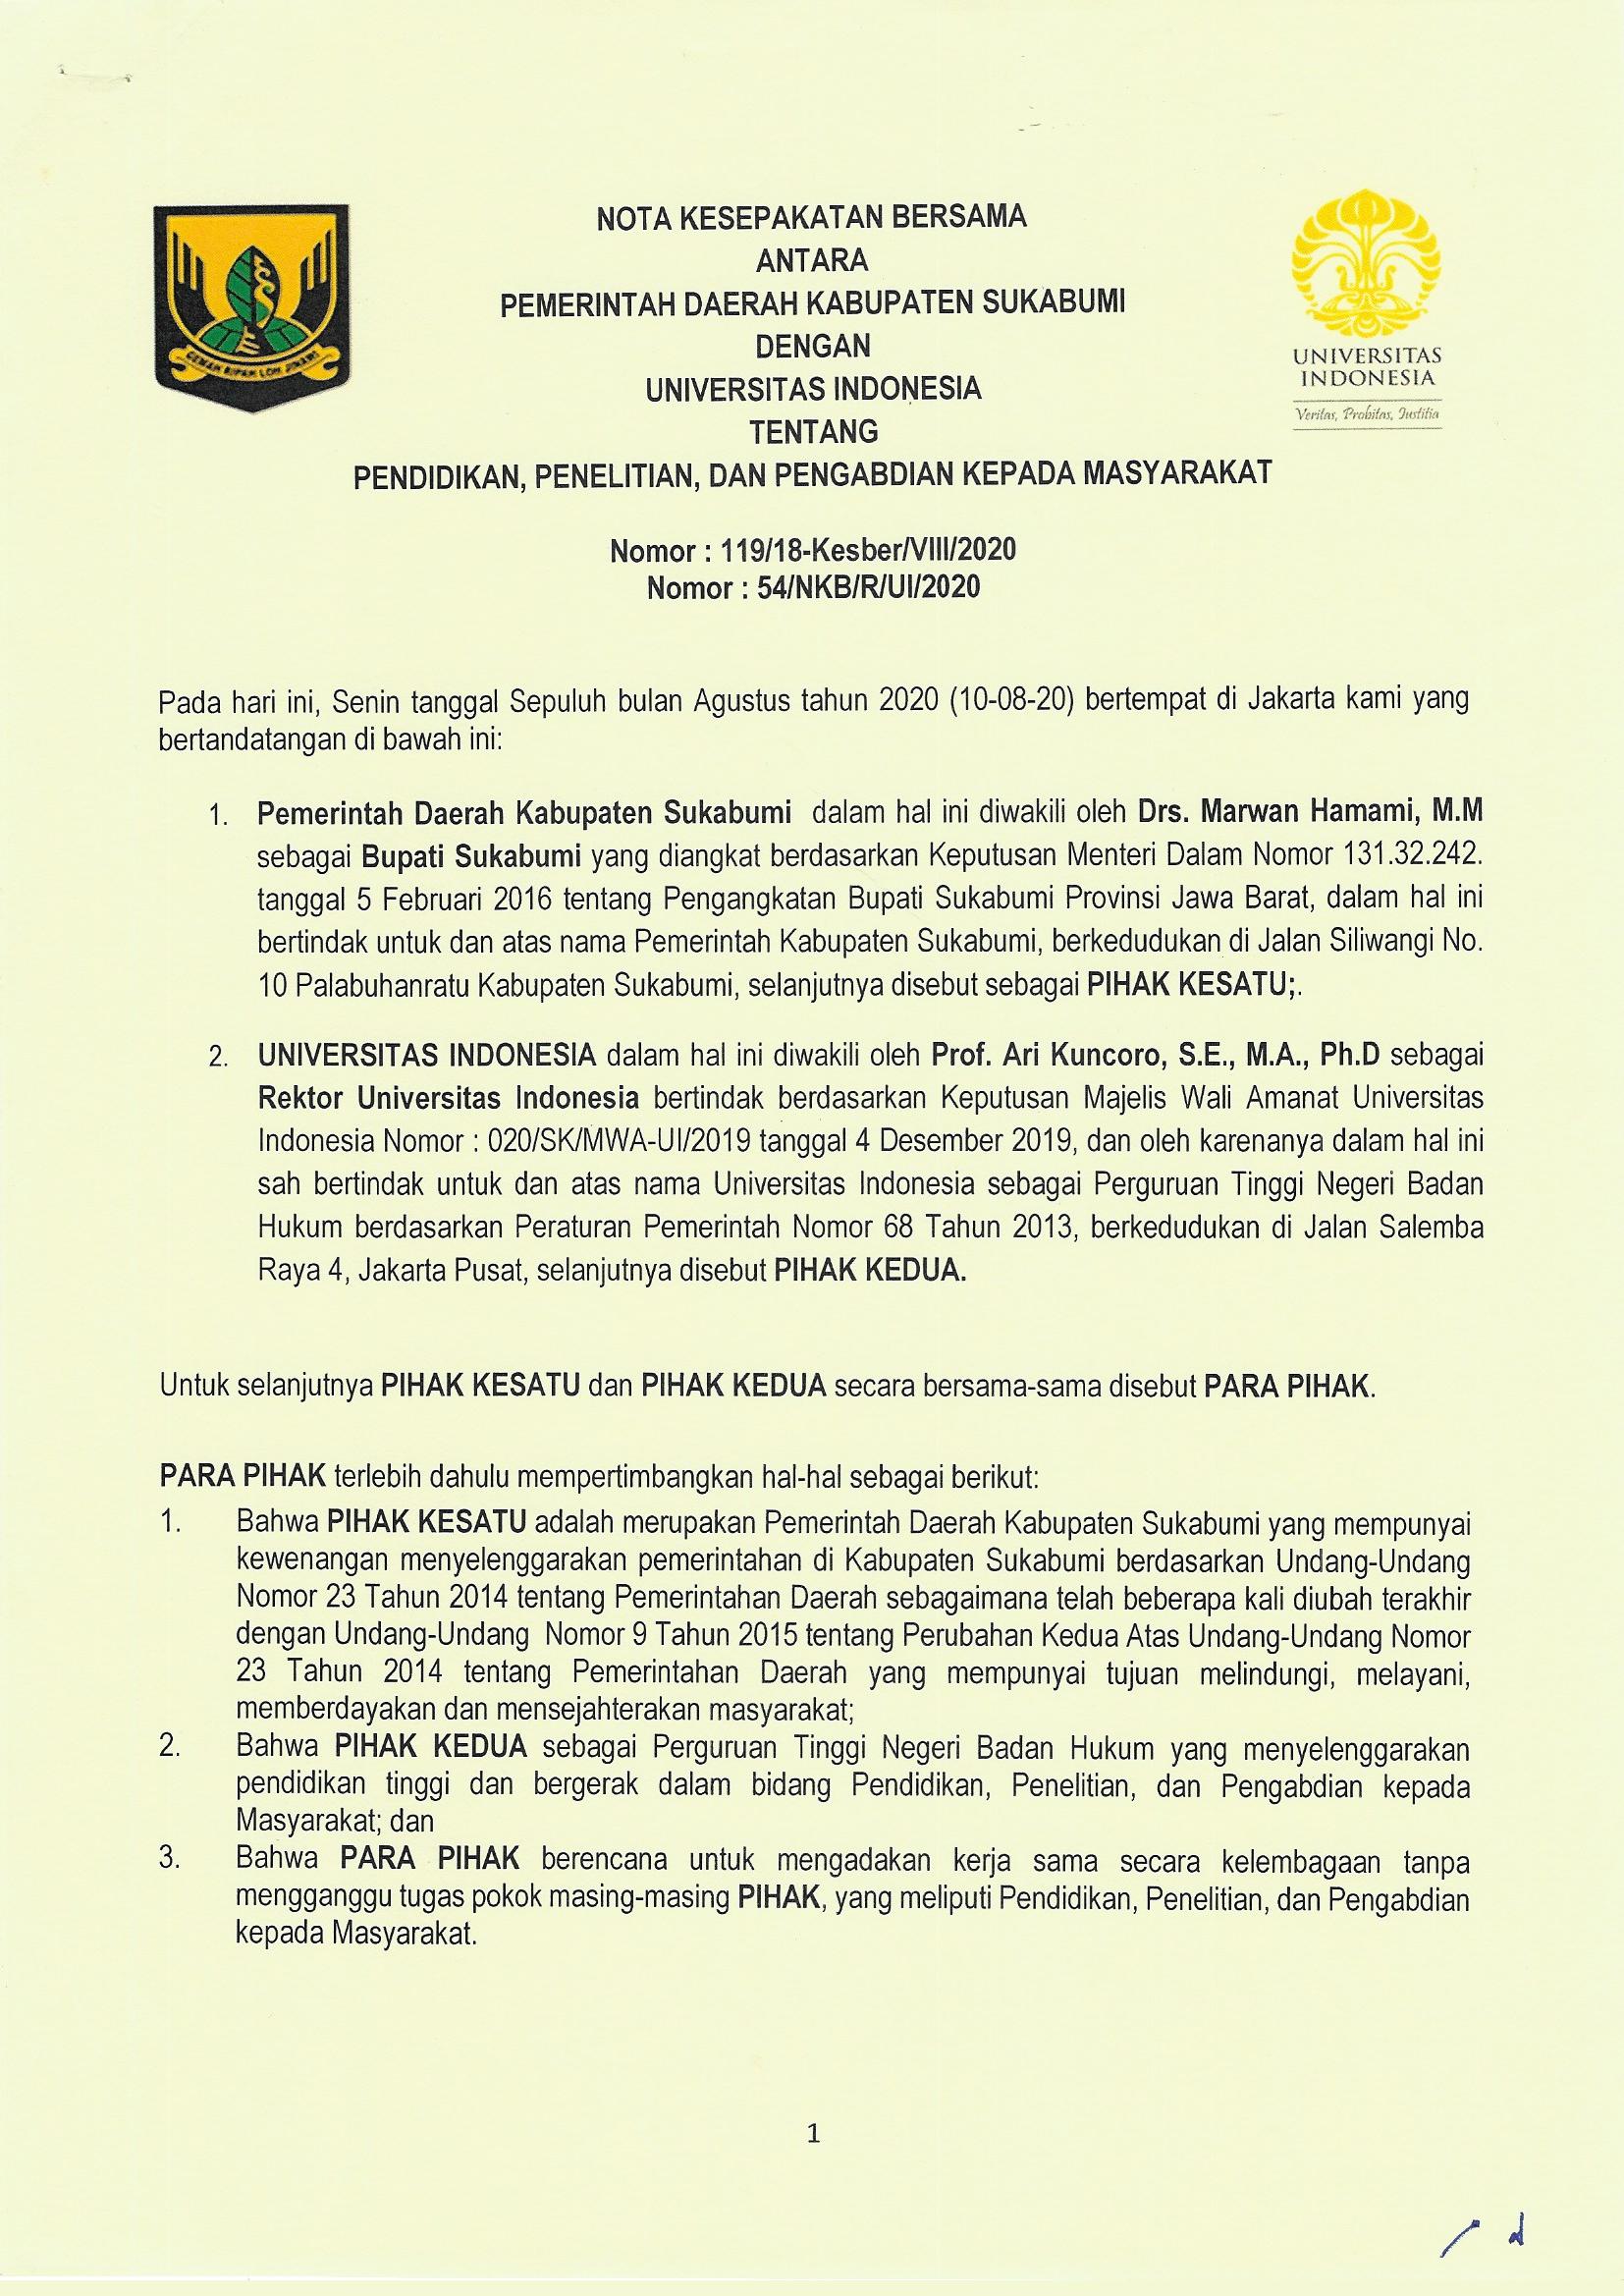 NOTA KESEPAKATAN BERSAMA
ANTARA
PEMERINTAH DAERAH KABUPATEN SUKABUMI
DENGAN
UNIVERSITAS INDONESIA
TENTANG
PENDIDIKAN, PENELITIAN, DAN PENGABDIAN KEPADA MASYARAKAT
GEMAH RIPAH LOH JINAWI
UNIVERSITAS
INDONESIA
Veritas, Probitas, Justitia
Nomor : 119/18-Kesber/VIII/2020
Nomor : 54/NKB/R/UI/2020
Pada hari ini, Senin tanggal Sepuluh bulan Agustus tahun 2020 (10-08-20) bertempat di Jakarta kami yang
bertandatangan di bawah ini:
1. Pemerintah Daerah Kabupaten Sukabumi dalam hal ini diwakili oleh Drs. Marwan Hamami, M.M
sebagai Bupati Sukabumi yang diangkat berdasarkan Keputusan Menteri Dalam Nomor 131.32.242.
tanggal 5 Februari 2016 tentang Pengangkatan Bupati Sukabumi Provinsi Jawa Barat, dalam hal ini
bertindak untuk dan atas nama Pemerintah Kabupaten Sukabumi, berkedudukan di Jalan Siliwangi No.
10 Palabuhanratu Kabupaten Sukabumi, selanjutnya disebut sebagai PIHAK KESATU;.
2. UNIVERSITAS INDONESIA dalam hal ini diwakili oleh Prof. Ari Kuncoro, S.E., M.A., Ph.D sebagai
Rektor Universitas Indonesia bertindak berdasarkan Keputusan Majelis Wali Amanat Universitas
Indonesia Nomor : 020/SK/MWA-UI/2019 tanggal 4 Desember 2019, dan oleh karenanya dalam hal ini
sah bertindak untuk dan atas nama Universitas Indonesia sebagai Perguruan Tinggi Negeri Badan
Hukum berdasarkan Peraturan Pemerintah Nomor 68 Tahun 2013, berkedudukan di Jalan Salemba
Raya 4, Jakarta Pusat, selanjutnya disebut PIHAK KEDUA.
Untuk selanjutnya PIHAK KESATU dan PIHAK KEDUA secara bersama-sama disebut PARA PIHAK.
PARA PIHAK terlebih dahulu mempertimbangkan hal-hal sebagai berikut:
1. Bahwa PIHAK KESATU adalah merupakan Pemerintah Daerah Kabupaten Sukabumi yang mempunyai
kewenangan menyelenggarakan pemerintahan di Kabupaten Sukabumi berdasarkan Undang-Undang
Nomor 23 Tahun 2014 tentang Pemerintahan Daerah sebagaimana telah beberapa kali diubah terakhir
dengan Undang-Undang Nomor 9 Tahun 2015 tentang Perubahan Kedua Atas Undang-Undang Nomor
23 Tahun 2014 tentang Pemerintahan Daerah yang mempunyai tujuan melindungi, melayani,
memberdayakan dan mensejahterakan masyarakat;
2. Bahwa PIHAK KEDUA sebagai Perguruan Tinggi Negeri Badan Hukum yang menyelenggarakan
pendidikan tinggi dan bergerak dalam bidang Pendidikan, Penelitian, dan Pengabdian kepada
Masyarakat; dan
3. Bahwa PARA PIHAK berencana untuk mengadakan kerja sama secara kelembagaan tanpa
mengganggu tugas pokok masing-masing PIHAK, yang meliputi Pendidikan, Penelitian, dan Pengabdian
kepada Masyarakat.
1